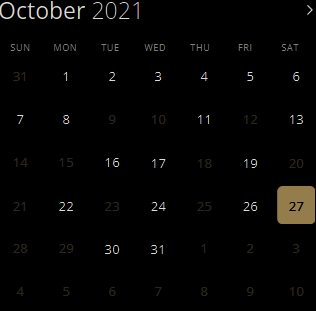 October 2021
SUN MON TUE WED THU FRI SAT
31 1 2 3 4 5 6
7 8 9 10 11 12 13
14 15 16 17 18 19 20
21 22 23 24 25 26 27
28 29 30 31 1 2 3
4 5 6 7 8 9 10